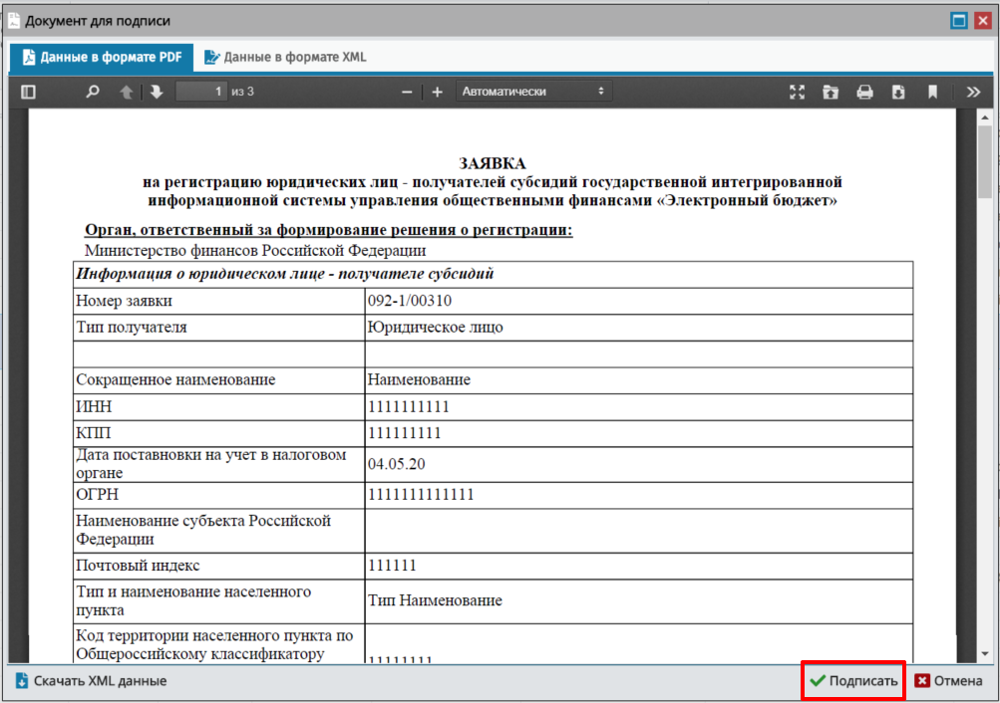 Документ для подписи
Данные в формате PDF
Данные в формате XML
1 из 3
Автоматически
ЗАЯВКА
на регистрацию юридических лиц - получателей субсидий государственной интегрированной
информационной системы управления общественными финансами «Электронный бюджет»
Орган, ответственный за формирование решения о регистрации:
Министерство финансов Российской Федерации
Информация о юридическом лице - получателе субсидий
Номер заявки 092-1/00310
Тип получателя Юридическое лицо
Сокращенное наименование Наименование
ИНН 1111111111
КПП 111111111
Дата поставновки на учет в налоговом
органе 04.05.20
ОГРН 1111111111111
Наименование субъекта Российской
Федерации
Почтовый индекс 111111
Тип и наименование населенного
пункта Тип Наименование
Код территории населенного пункта по
Общероссийскому классификатору 11111111
Скачать XML данные
Подписать
Отмена